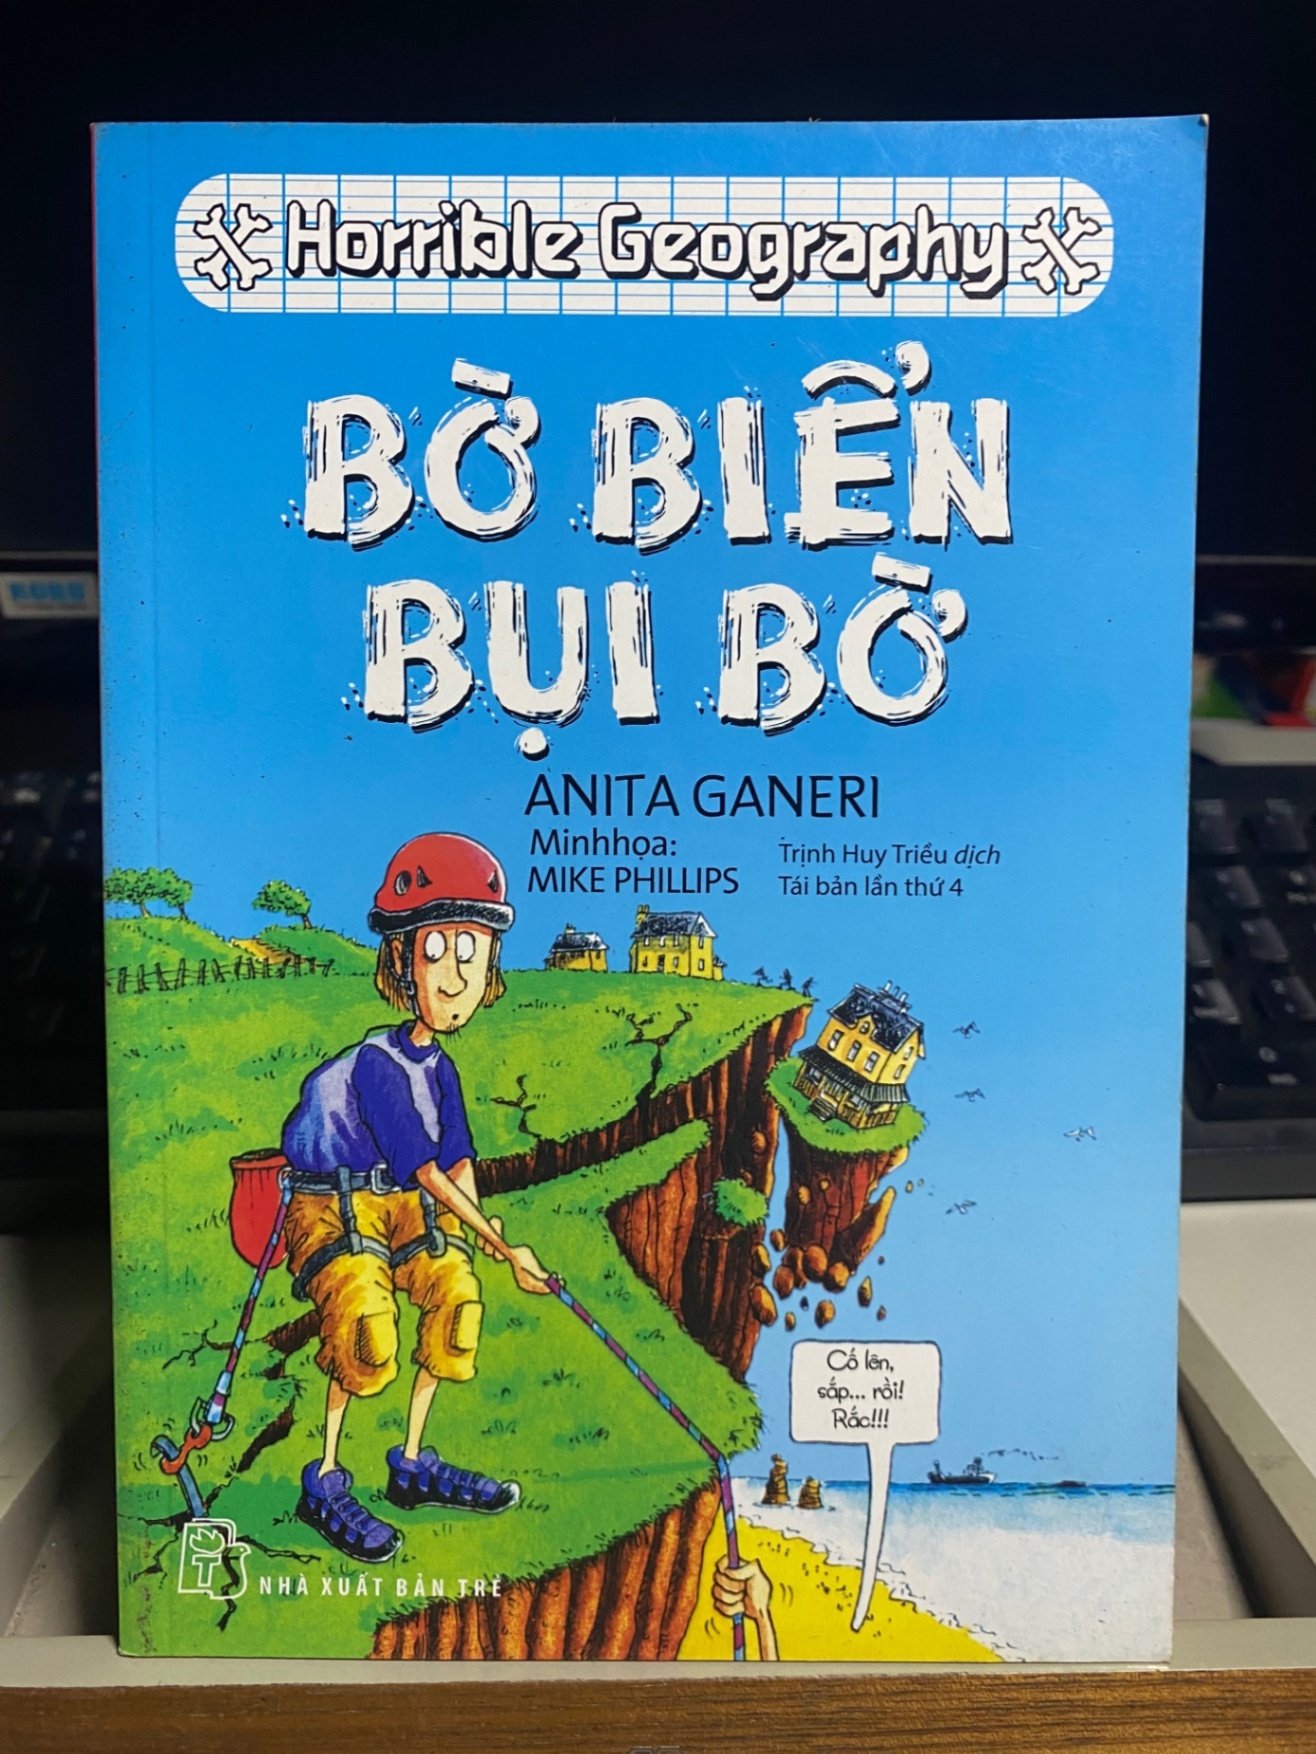 Horrible Geography
BỜ BIỂN
BỤI BỜ
ANITA GANERI
Minhhọa:
MIKE PHILLIPS
Trịnh Huy Triều dịch
Tái bản lần thứ 4
Cố lên,
sắp... rồi!
Rắc!!!
NHÀ XUẤT BẢN TRẺ